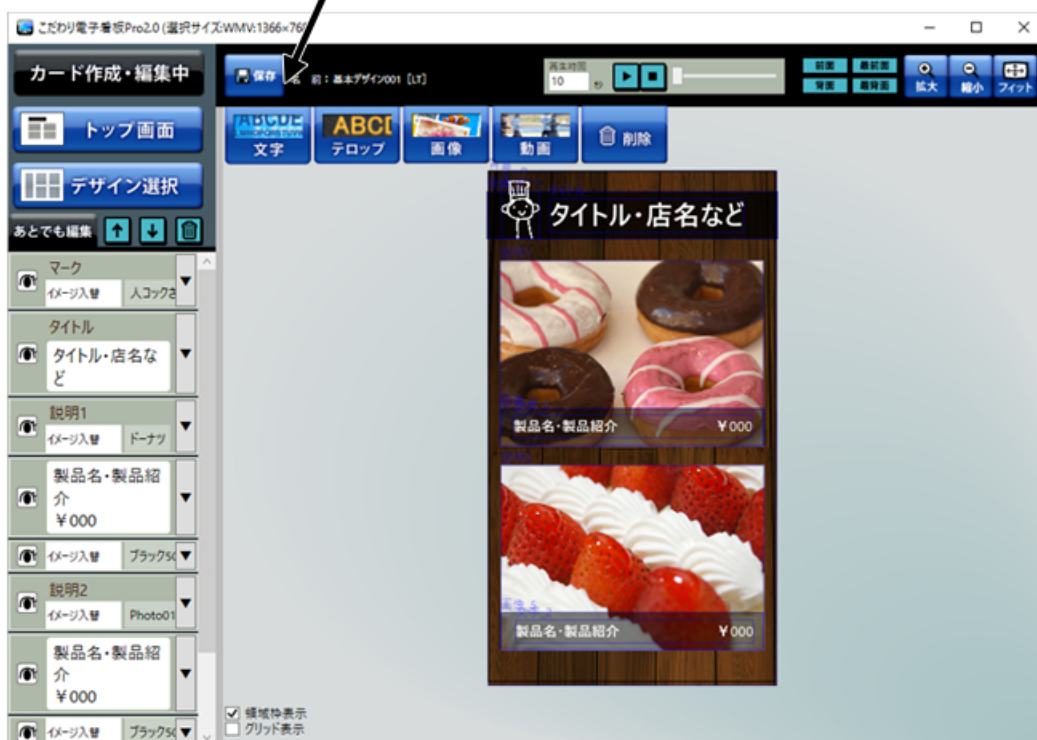 こだわり電子看板Pro2.0 (選択サイズ:WMV:1366×76
カード作成・編集中
保存
前：基本デザイン001 [LT]
再生時間
10
秒
前面
最前面
背面
最背面
拡大
縮小
フィット
トップ画面
デザイン選択
あとでも編集
ABCDE
文字
ABCD
テロップ
画像
動画
削除
マーク
イメージ入替
人コックさ
タイトル
タイトル・店名な
ど
説明1
イメージ入替
ドーナツ
製品名・製品紹
介
￥000
イメージ入替
ブラック50
説明2
イメージ入替
Photo01
製品名・製品紹
介
￥000
イメージ入替
ブラック50
タイトル・店名など
製品名・製品紹介 ￥000
製品名・製品紹介 ￥000
領域枠表示
グリッド表示